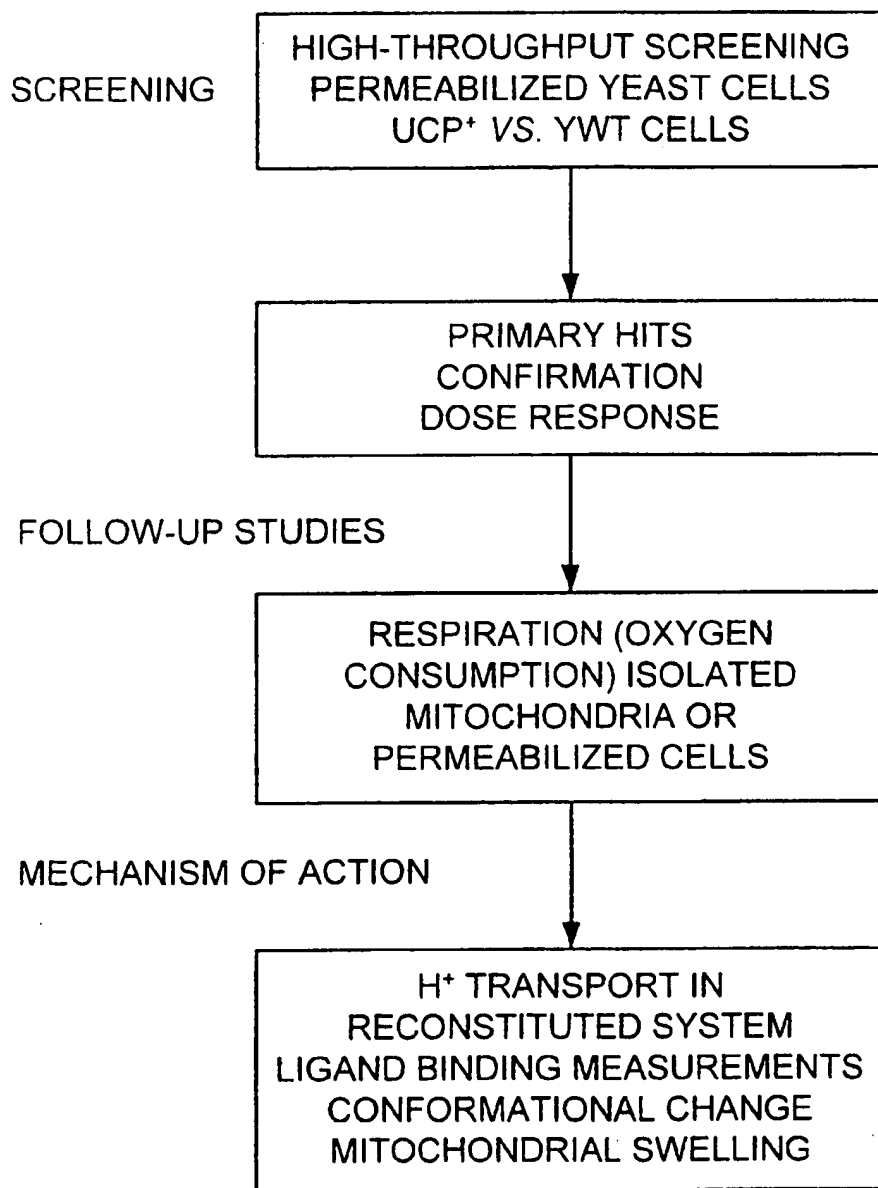 SCREENING
HIGH-THROUGHPUT SCREENING
PERMEABILIZED YEAST CELLS
UCP⁺ VS. YWT CELLS
PRIMARY HITS
CONFIRMATION
DOSE RESPONSE
FOLLOW-UP STUDIES
RESPIRATION (OXYGEN
CONSUMPTION) ISOLATED
MITOCHONDRIA OR
PERMEABILIZED CELLS
MECHANISM OF ACTION
H⁺ TRANSPORT IN
RECONSTITUTED SYSTEM
LIGAND BINDING MEASUREMENTS
CONFORMATIONAL CHANGE
MITOCHONDRIAL SWELLING